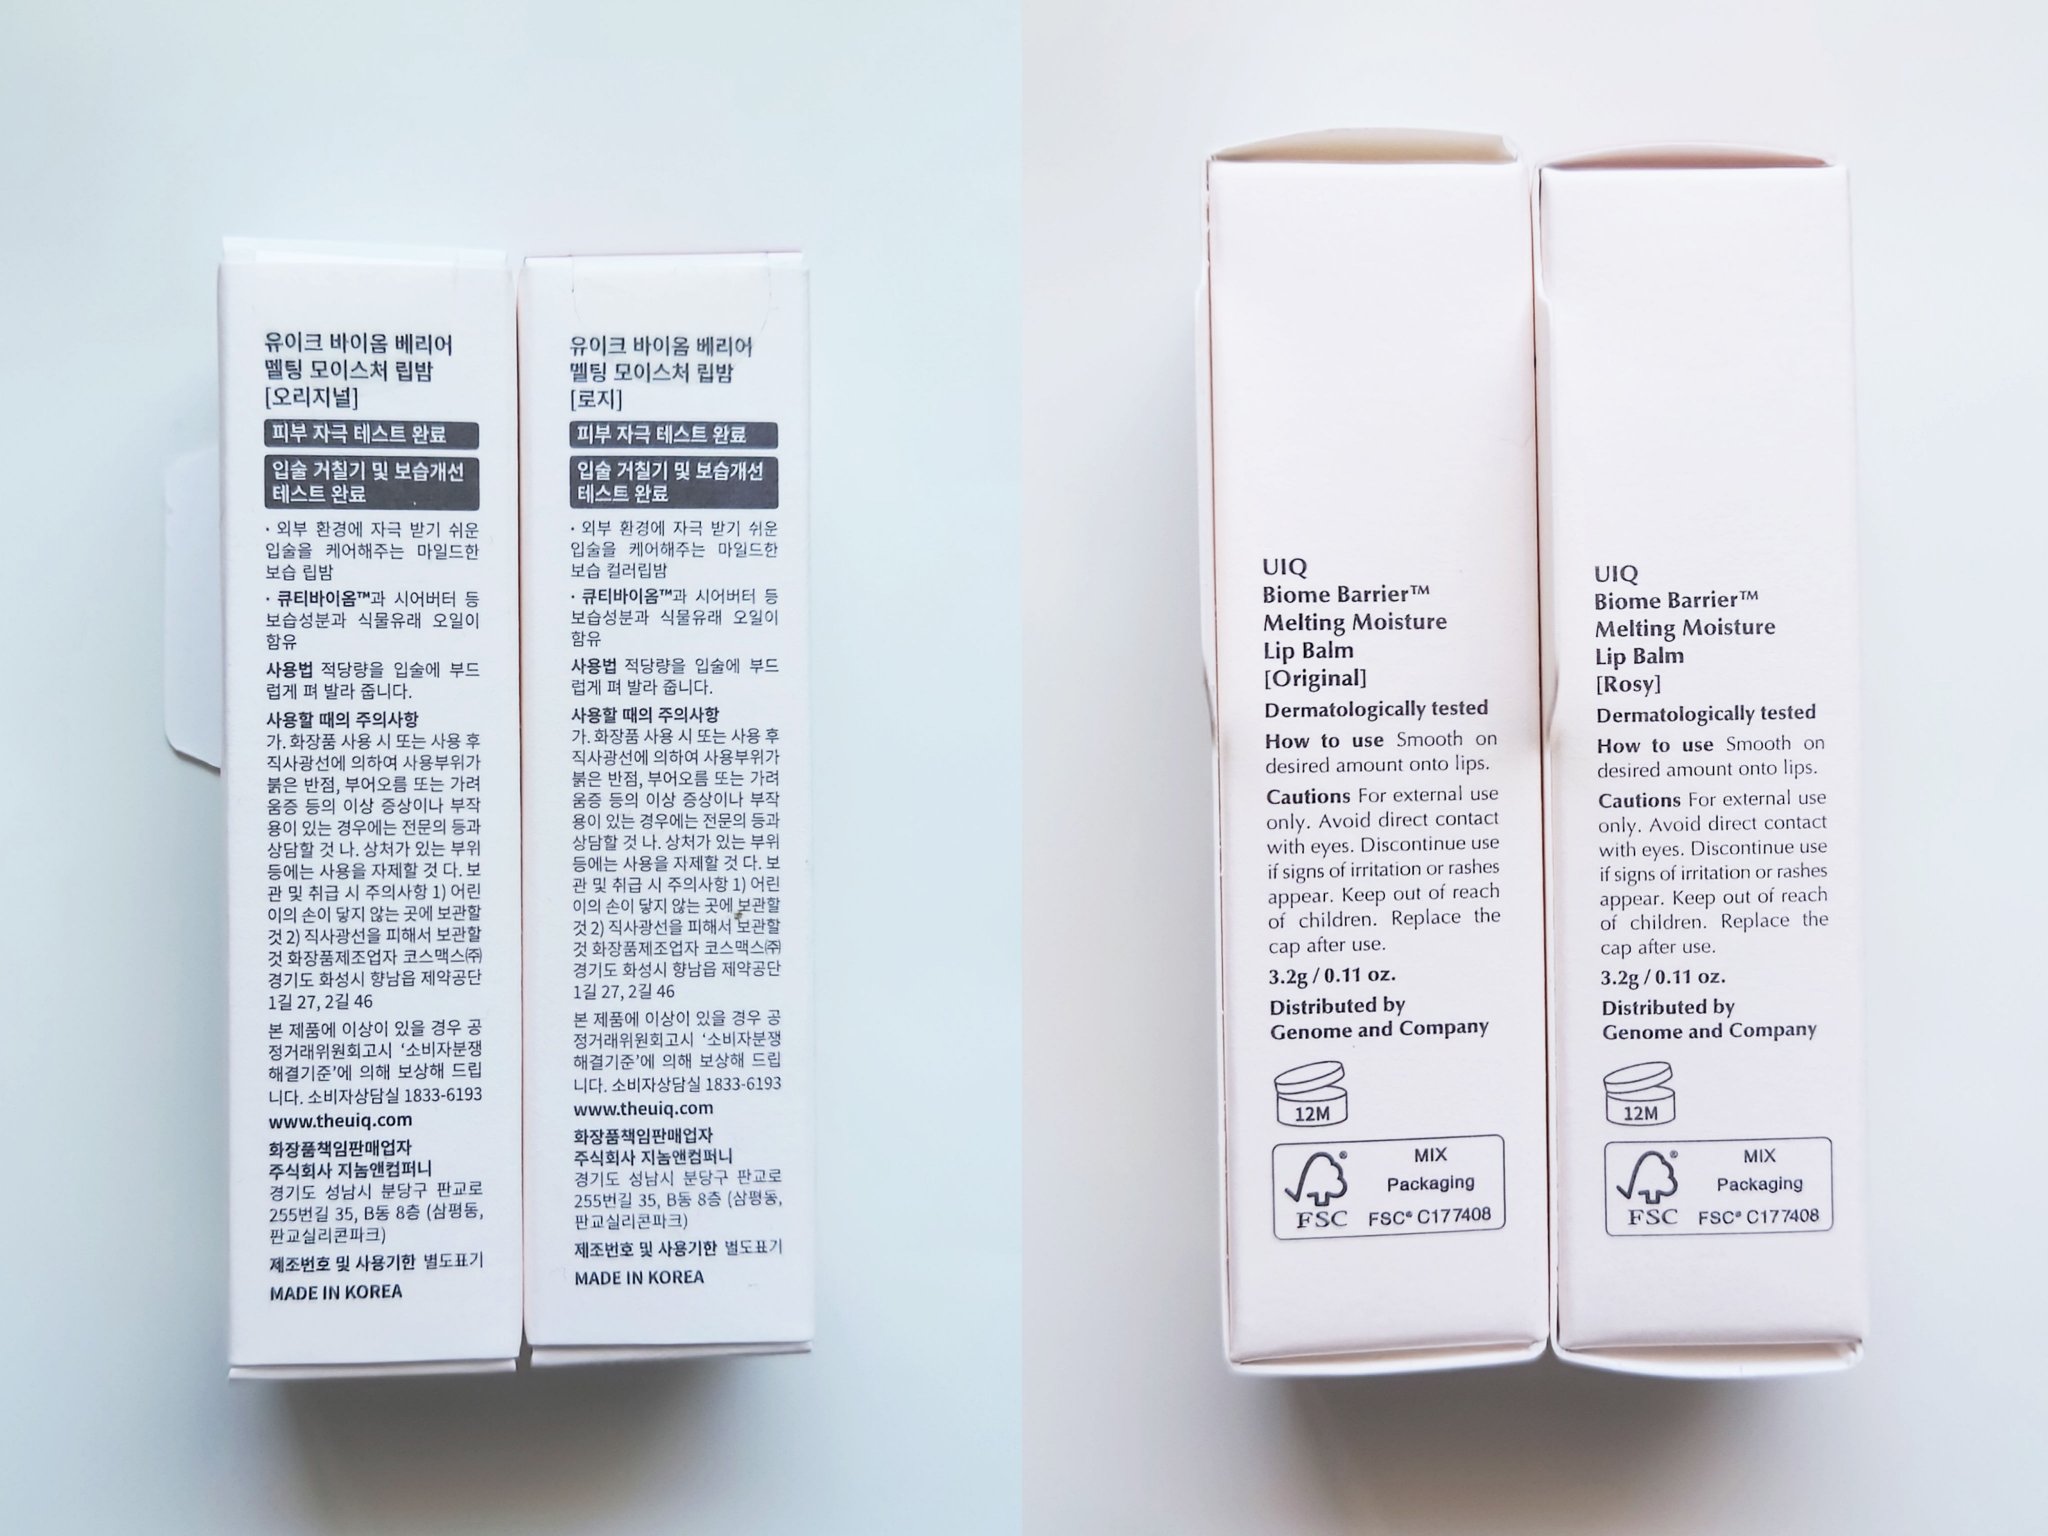 유이크 바이옴 베리어
멜팅 모이스처 립밤
[오리지널]
피부 자극 테스트 완료
입술 거칠기 및 보습개선
테스트 완료
· 외부 환경에 자극 받기 쉬운
입술을 케어해주는 마일드한
보습 립밤
· 큐티바이옴™과 시어버터 등
보습성분과 식물유래 오일이
함유
사용법 적당량을 입술에 부드
럽게 펴 발라 줍니다.
사용할 때의 주의사항
가. 화장품 사용 시 또는 사용 후
직사광선에 의하여 사용부위가
붉은 반점, 부어오름 또는 가려
움증 등의 이상 증상이나 부작
용이 있는 경우에는 전문의 등과
상담할 것 나. 상처가 있는 부위
등에는 사용을 자제할 것 다. 보
관 및 취급 시 주의사항 1) 어린
이의 손이 닿지 않는 곳에 보관할
것 2) 직사광선을 피해서 보관할
것 화장품제조업자 코스맥스㈜
경기도 화성시 향남읍 제약공단
1길 27, 2길 46
본 제품에 이상이 있을 경우 공
정거래위원회고시 ‘소비자분쟁
해결기준’에 의해 보상해 드립
니다. 소비자상담실 1833-6193
www.theuiq.com
화장품책임판매업자
주식회사 지놈앤컴퍼니
경기도 성남시 분당구 판교로
255번길 35, B동 8층 (삼평동,
판교실리콘파크)
제조번호 및 사용기한 별도표기
MADE IN KOREA
유이크 바이옴 베리어
멜팅 모이스처 립밤
[로지]
피부 자극 테스트 완료
입술 거칠기 및 보습개선
테스트 완료
· 외부 환경에 자극 받기 쉬운
입술을 케어해주는 마일드한
보습 컬러립밤
· 큐티바이옴™과 시어버터 등
보습성분과 식물유래 오일이
함유
사용법 적당량을 입술에 부드
럽게 펴 발라 줍니다.
사용할 때의 주의사항
가. 화장품 사용 시 또는 사용 후
직사광선에 의하여 사용부위가
붉은 반점, 부어오름 또는 가려
움증 등의 이상 증상이나 부작
용이 있는 경우에는 전문의 등과
상담할 것 나. 상처가 있는 부위
등에는 사용을 자제할 것 다. 보
관 및 취급 시 주의사항 1) 어린
이의 손이 닿지 않는 곳에 보관할
것 2) 직사광선을 피해서 보관할
것 화장품제조업자 코스맥스㈜
경기도 화성시 향남읍 제약공단
1길 27, 2길 46
본 제품에 이상이 있을 경우 공
정거래위원회고시 ‘소비자분쟁
해결기준’에 의해 보상해 드립
니다. 소비자상담실 1833-6193
www.theuiq.com
화장품책임판매업자
주식회사 지놈앤컴퍼니
경기도 성남시 분당구 판교로
255번길 35, B동 8층 (삼평동,
판교실리콘파크)
제조번호 및 사용기한 별도표기
MADE IN KOREA
UIQ
Biome Barrier™
Melting Moisture
Lip Balm
[Original]
Dermatologically tested
How to use Smooth on
desired amount onto lips.
Cautions For external use
only. Avoid direct contact
with eyes. Discontinue use
if signs of irritation or rashes
appear. Keep out of reach
of children. Replace the
cap after use.
3.2g / 0.11 oz.
Distributed by
Genome and Company
12M
MIX
Packaging
FSC® C177408
FSC
UIQ
Biome Barrier™
Melting Moisture
Lip Balm
[Rosy]
Dermatologically tested
How to use Smooth on
desired amount onto lips.
Cautions For external use
only. Avoid direct contact
with eyes. Discontinue use
if signs of irritation or rashes
appear. Keep out of reach
of children. Replace the
cap after use.
3.2g / 0.11 oz.
Distributed by
Genome and Company
12M
MIX
Packaging
FSC® C177408
FSC